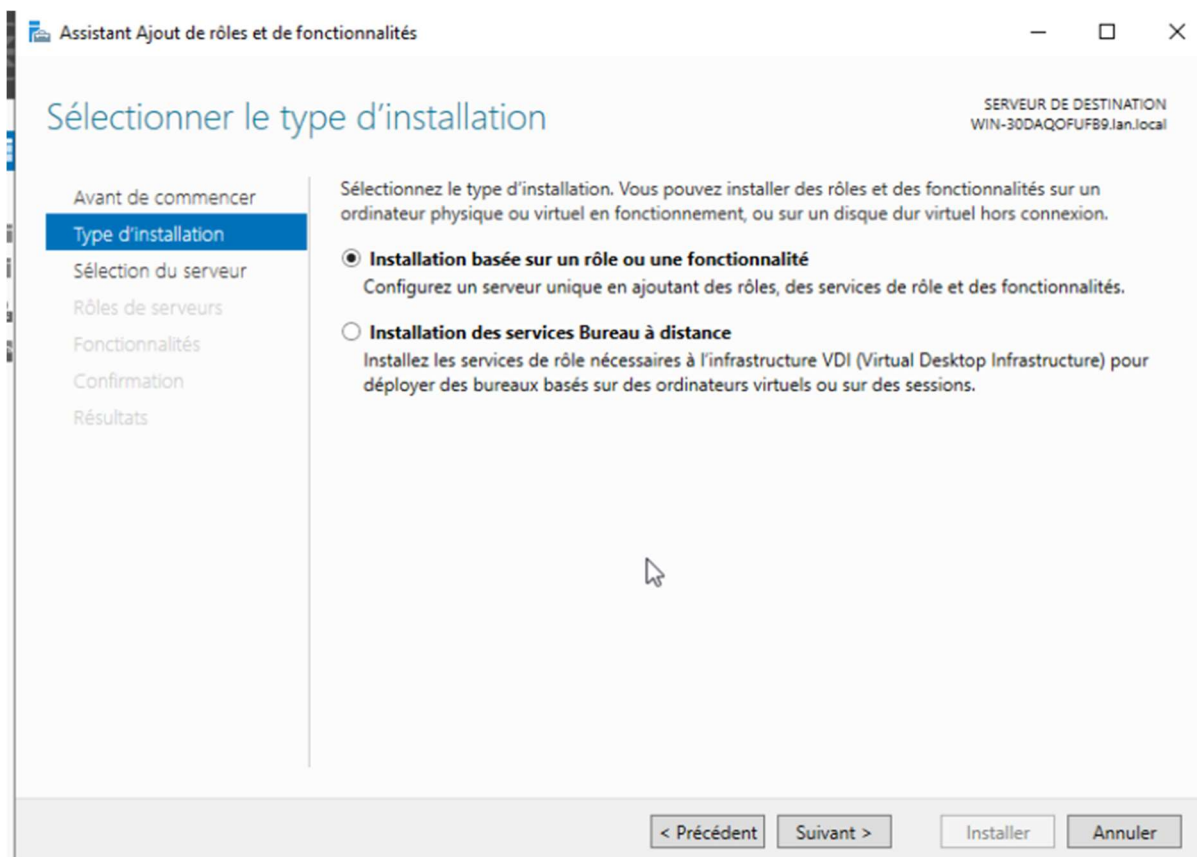 Assistant Ajout de rôles et de fonctionnalités
Sélectionner le type d’installation
SERVEUR DE DESTINATION
WIN-30DAQOFUFB9.lan.local
Avant de commencer
Type d’installation
Sélection du serveur
Rôles de serveurs
Fonctionnalités
Confirmation
Résultats
Sélectionnez le type d’installation. Vous pouvez installer des rôles et des fonctionnalités sur un
ordinateur physique ou virtuel en fonctionnement, ou sur un disque dur virtuel hors connexion.
Installation basée sur un rôle ou une fonctionnalité
Configurez un serveur unique en ajoutant des rôles, des services de rôle et des fonctionnalités.
Installation des services Bureau à distance
Installez les services de rôle nécessaires à l’infrastructure VDI (Virtual Desktop Infrastructure) pour
déployer des bureaux basés sur des ordinateurs virtuels ou sur des sessions.
< Précédent
Suivant >
Installer
Annuler